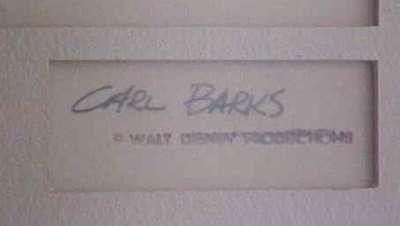 CARL BARKS
© WALT DISNEY PRODUCTIONS